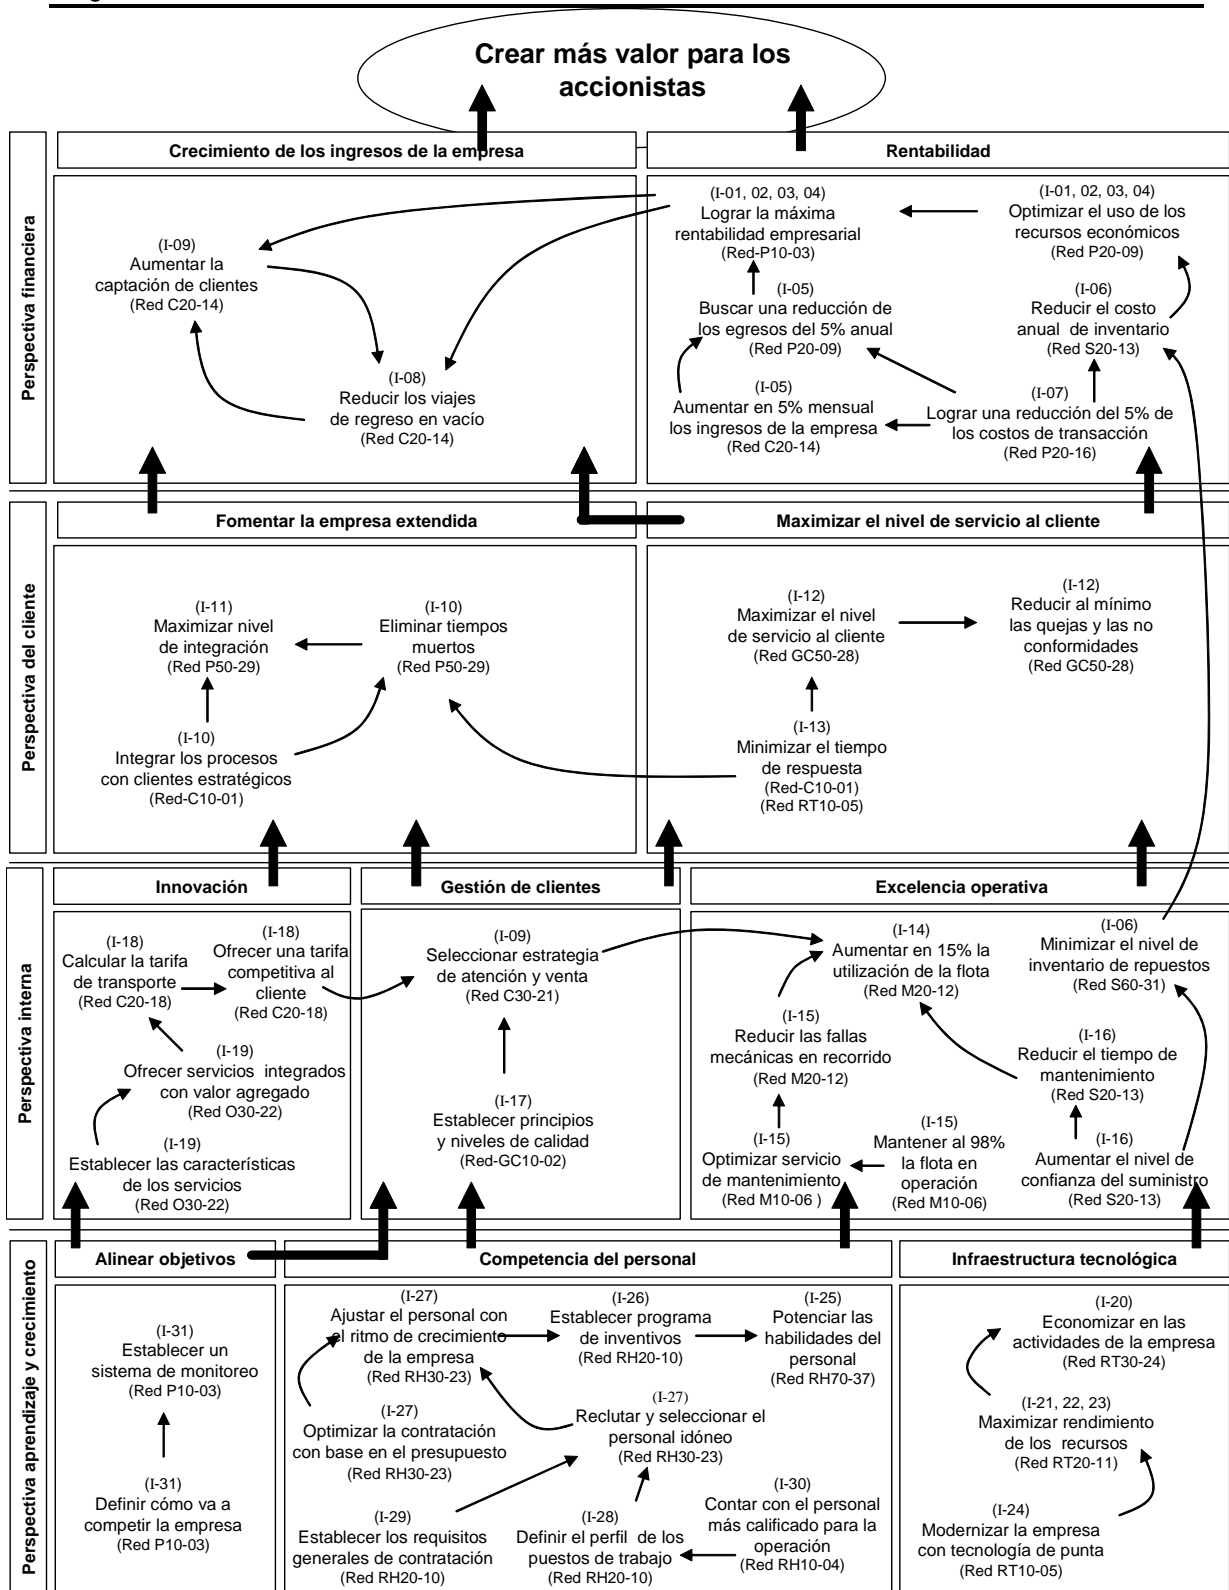 Crear más valor para los
accionistas
Perspectiva financiera
Crecimiento de los ingresos de la empresa
Rentabilidad
(I-09)
Aumentar la
captación de clientes
(Red C20-14)
(I-08)
Reducir los viajes
de regreso en vacío
(Red C20-14)
(I-01, 02, 03, 04)
Lograr la máxima
rentabilidad empresarial
(Red-P10-03)
(I-01, 02, 03, 04)
Optimizar el uso de los
recursos económicos
(Red P20-09)
(I-05)
Buscar una reducción de
los egresos del 5% anual
(Red P20-09)
(I-06)
Reducir el costo
anual de inventario
(Red S20-13)
(I-05)
Aumentar en 5% mensual
los ingresos de la empresa
(Red C20-14)
(I-07)
Lograr una reducción del 5% de
los costos de transacción
(Red P20-16)
Perspectiva del cliente
Fomentar la empresa extendida
Maximizar el nivel de servicio al cliente
(I-11)
Maximizar nivel
de integración
(Red P50-29)
(I-10)
Eliminar tiempos
muertos
(Red P50-29)
(I-10)
Integrar los procesos
con clientes estratégicos
(Red-C10-01)
(I-12)
Maximizar el nivel
de servicio al cliente
(Red GC50-28)
(I-12)
Reducir al mínimo
las quejas y las no
conformidades
(Red GC50-28)
(I-13)
Minimizar el tiempo
de respuesta
(Red-C10-01)
(Red RT10-05)
Perspectiva interna
Innovación
Gestión de clientes
Excelencia operativa
(I-18)
Calcular la tarifa
de transporte
(Red C20-18)
(I-18)
Ofrecer una tarifa
competitiva al
cliente
(Red C20-18)
(I-19)
Ofrecer servicios integrados
con valor agregado
(Red O30-22)
(I-19)
Establecer las características
de los servicios
(Red O30-22)
(I-09)
Seleccionar estrategia
de atención y venta
(Red C30-21)
(I-17)
Establecer principios
y niveles de calidad
(Red-GC10-02)
(I-14)
Aumentar en 15% la
utilización de la flota
(Red M20-12)
(I-06)
Minimizar el nivel de
inventario de repuestos
(Red S60-31)
(I-15)
Reducir las fallas
mecánicas en recorrido
(Red M20-12)
(I-16)
Reducir el tiempo de
mantenimiento
(Red S20-13)
(I-15)
Optimizar servicio
de mantenimiento
(Red M10-06 )
(I-15)
Mantener al 98%
la flota en
operación
(Red M10-06)
(I-16)
Aumentar el nivel de
confianza del suministro
(Red S20-13)
Perspectiva aprendizaje y crecimiento
Alinear objetivos
Competencia del personal
Infraestructura tecnológica
(I-31)
Establecer un
sistema de monitoreo
(Red P10-03)
(I-31)
Definir cómo va a
competir la empresa
(Red P10-03)
(I-27)
Ajustar el personal con
el ritmo de crecimiento
de la empresa
(Red RH30-23)
(I-26)
Establecer programa
de inventivos
(Red RH20-10)
(I-25)
Potenciar las
habilidades del
personal
(Red RH70-37)
(I-27)
Optimizar la contratación
con base en el presupuesto
(Red RH30-23)
(I-27)
Reclutar y seleccionar el
personal idóneo
(Red RH30-23)
(I-29)
Establecer los requisitos
generales de contratación
(Red RH20-10)
(I-28)
Definir el perfil de los
puestos de trabajo
(Red RH20-10)
(I-30)
Contar con el personal
más calificado para la
operación
(Red RH10-04)
(I-20)
Economizar en las
actividades de la empresa
(Red RT30-24)
(I-21, 22, 23)
Maximizar rendimiento
de los recursos
(Red RT20-11)
(I-24)
Modernizar la empresa
con tecnología de punta
(Red RT10-05)